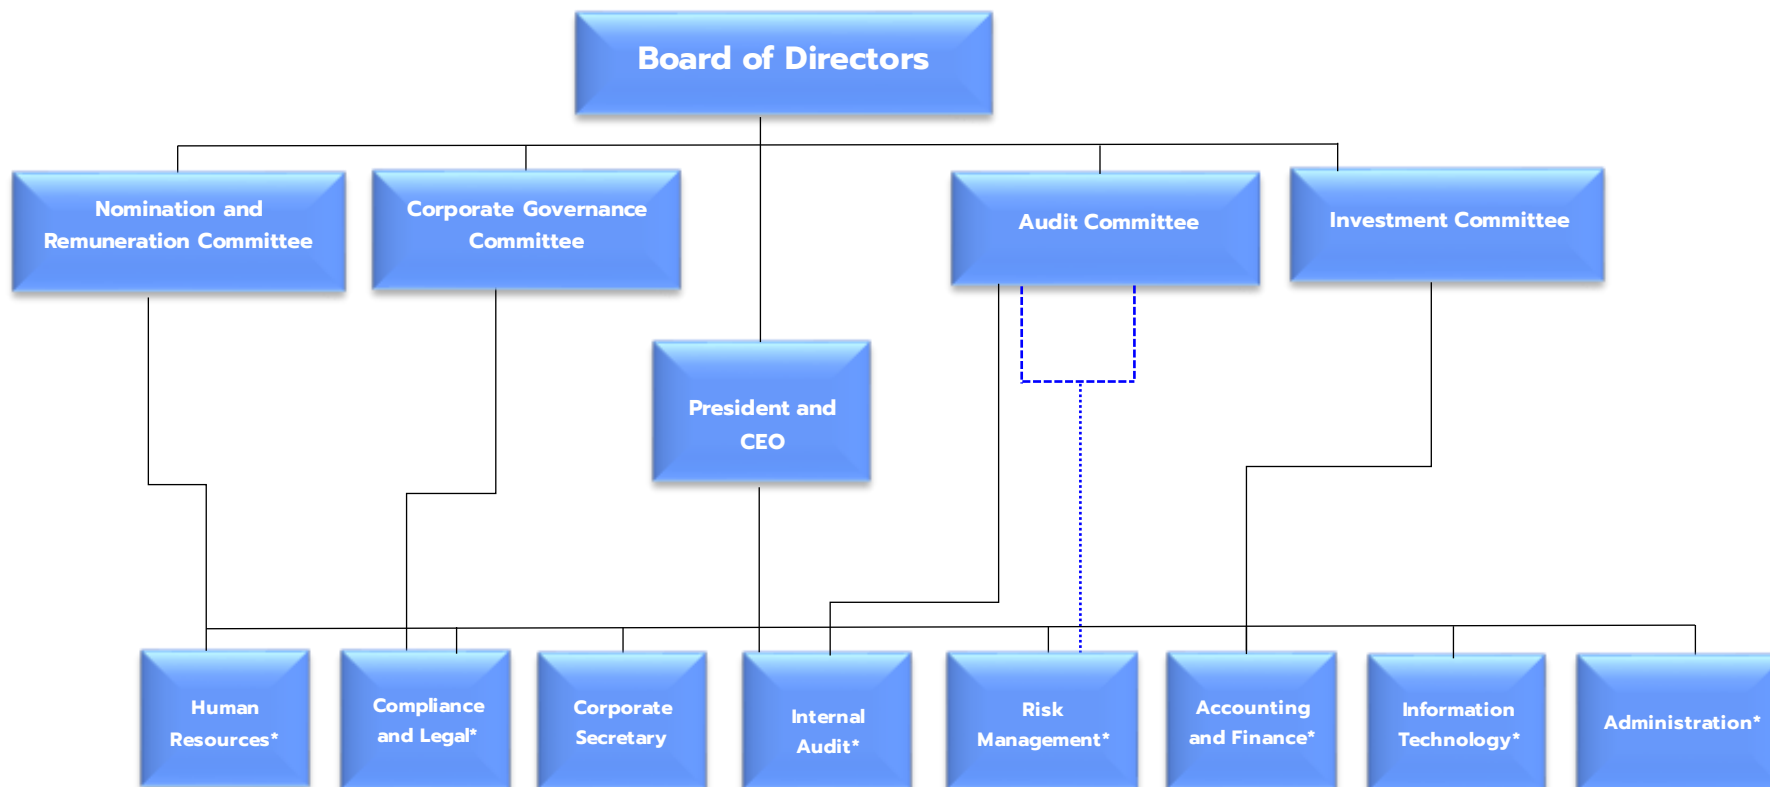 Board of Directors
Nomination and
Remuneration Committee
Corporate Governance
Committee
Audit Committee
Investment Committee
President and
CEO
Human
Resources*
Compliance
and Legal*
Corporate
Secretary
Internal
Audit*
Risk
Management*
Accounting
and Finance*
Information
Technology*
Administration*